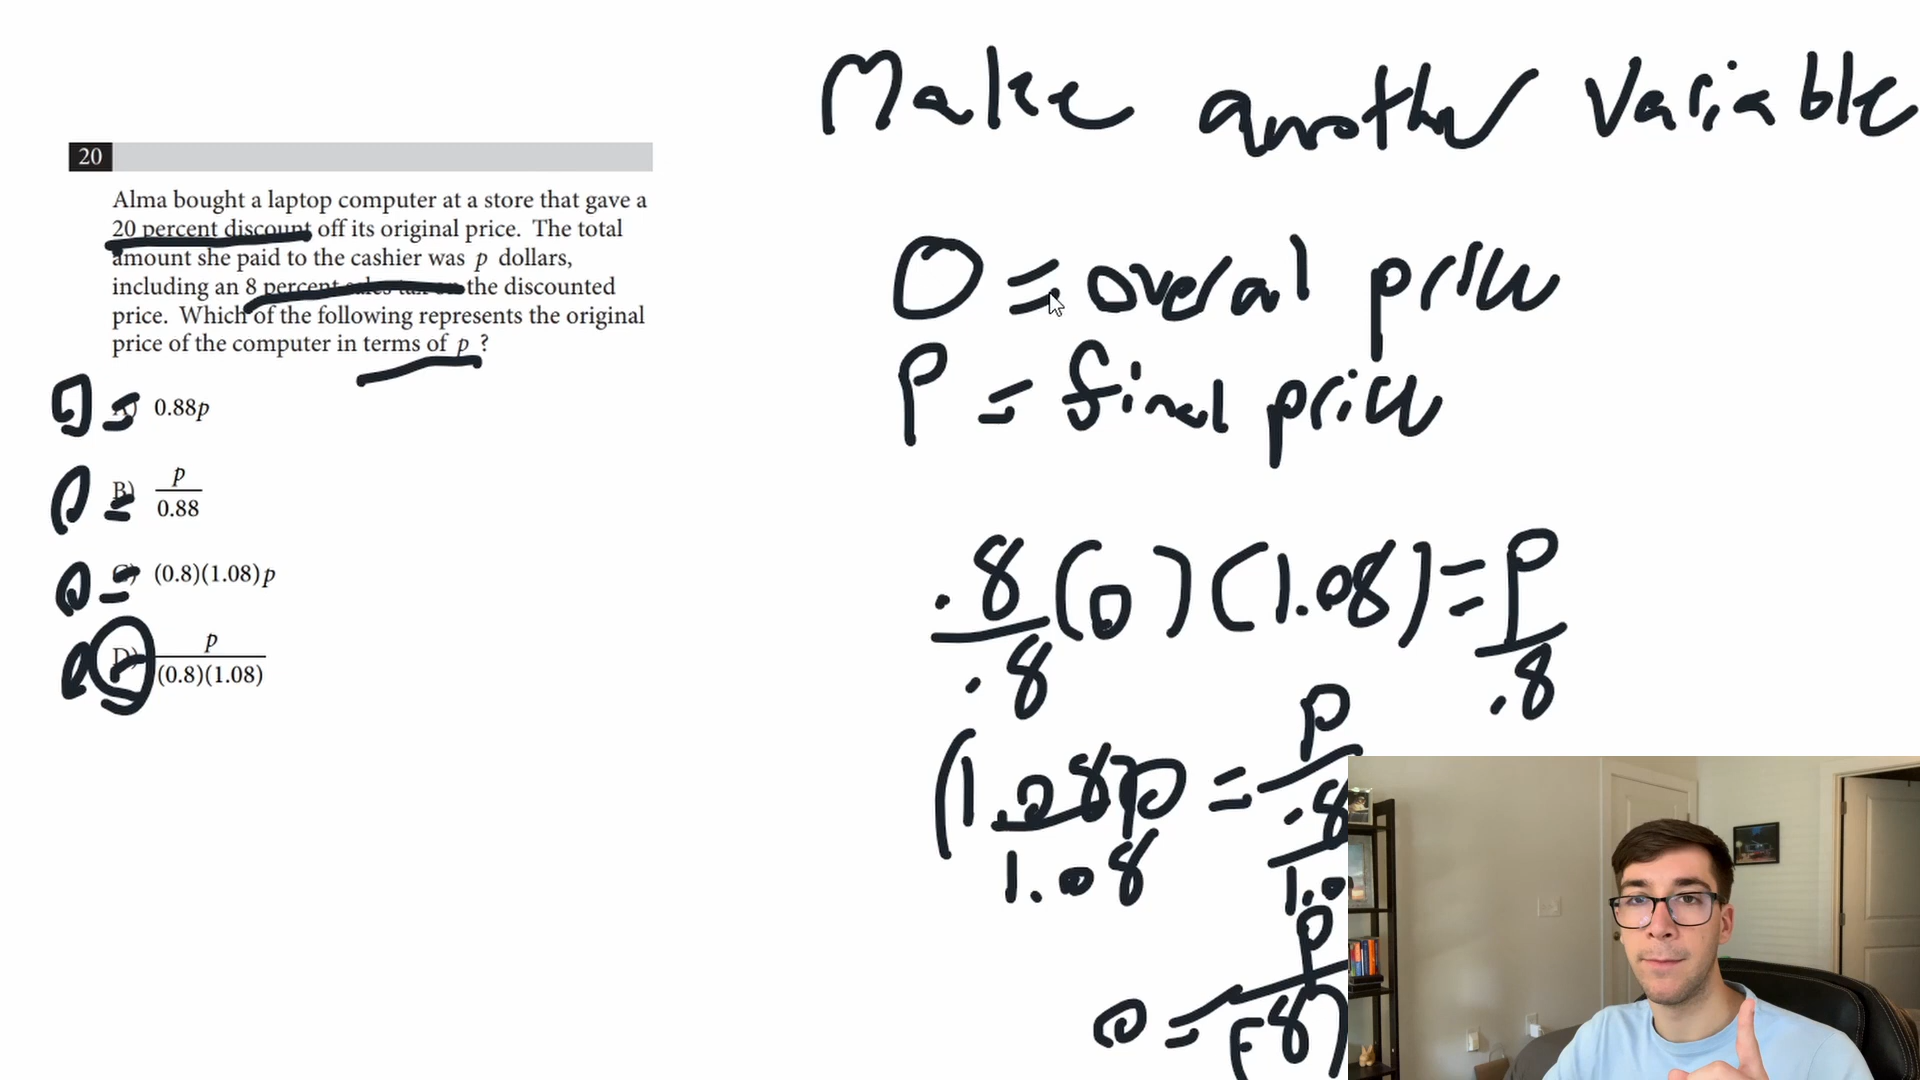 20
Alma bought a laptop computer at a store that gave a
20 percent discount off its original price. The total
amount she paid to the cashier was p dollars,
including an 8 percent sales tax on the discounted
price. Which of the following represents the original
price of the computer in terms of p ?
O = A) 0.88p
O = B) p
0.88
O = C) (0.8)(1.08)p
O = D) p
(0.8)(1.08)
Make another variable
O = overal price
P = final price
.8(O)(1.08) = P
.8 .8
(1.08) = P
.8
1.08
O = P
(.8)